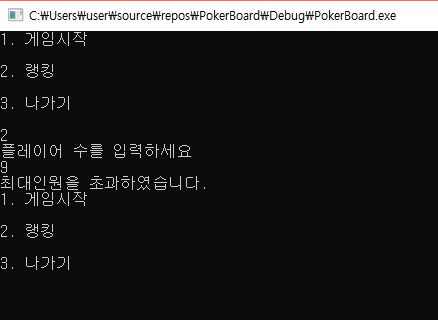 C:₩Users₩user₩source₩repos₩PokerBoard₩Debug₩PokerBoard.exe
1. 게임시작
2. 랭킹
3. 나가기
2
플레이어 수를 입력하세요
9
최대인원을 초과하였습니다.
1. 게임시작
2. 랭킹
3. 나가기